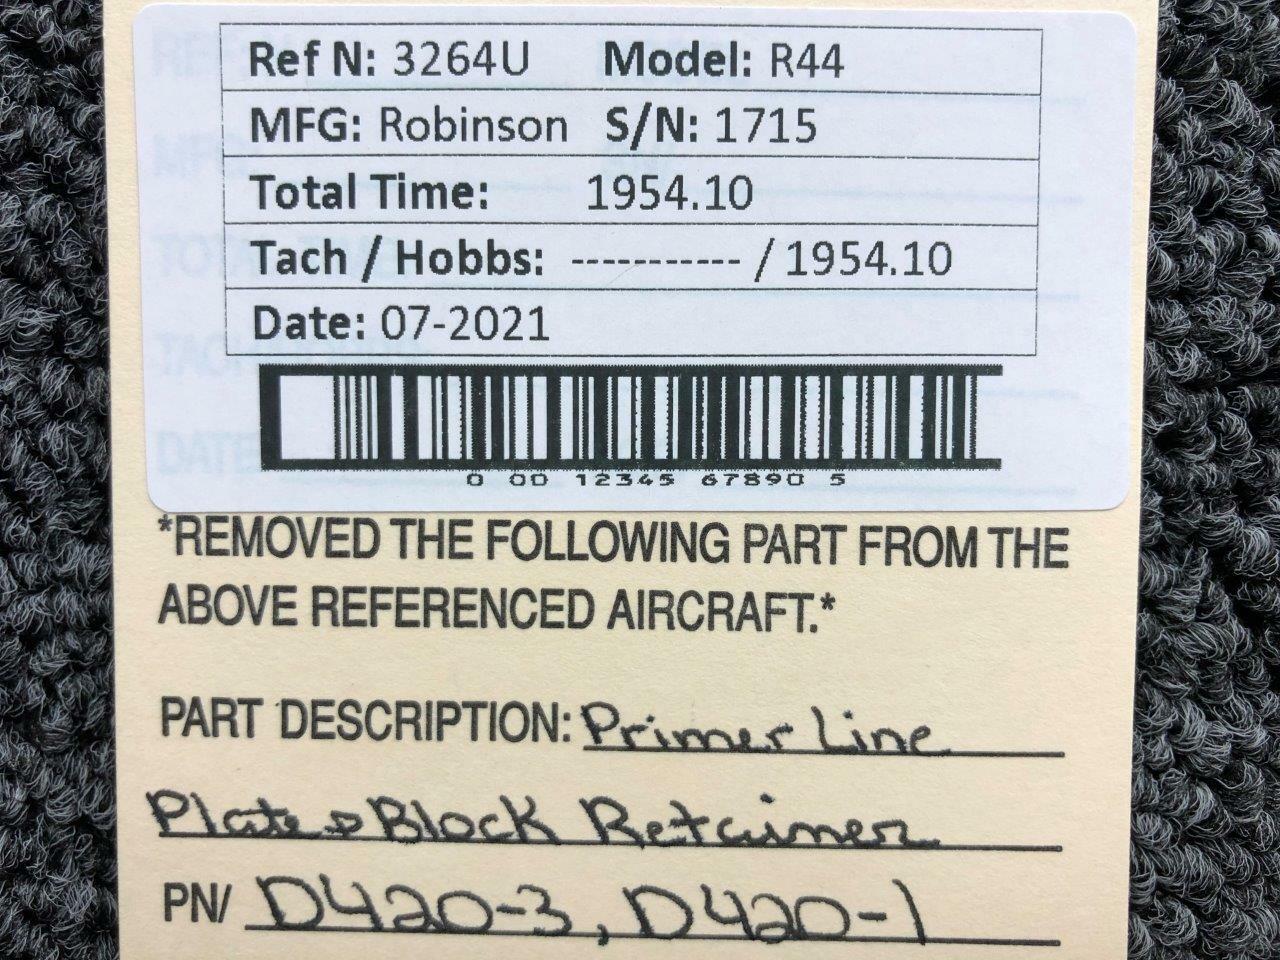 Ref N: 3264U Model: R44
MFG: Robinson S/N: 1715
Total Time: 1954.10
Tach / Hobbs: ----------- / 1954.10
Date: 07-2021
0 00 12345 67890 5
*REMOVED THE FOLLOWING PART FROM THE
ABOVE REFERENCED AIRCRAFT.*
PART DESCRIPTION: Primer Line
Plate & Block Retainer
PN/ D420-3, D420-1